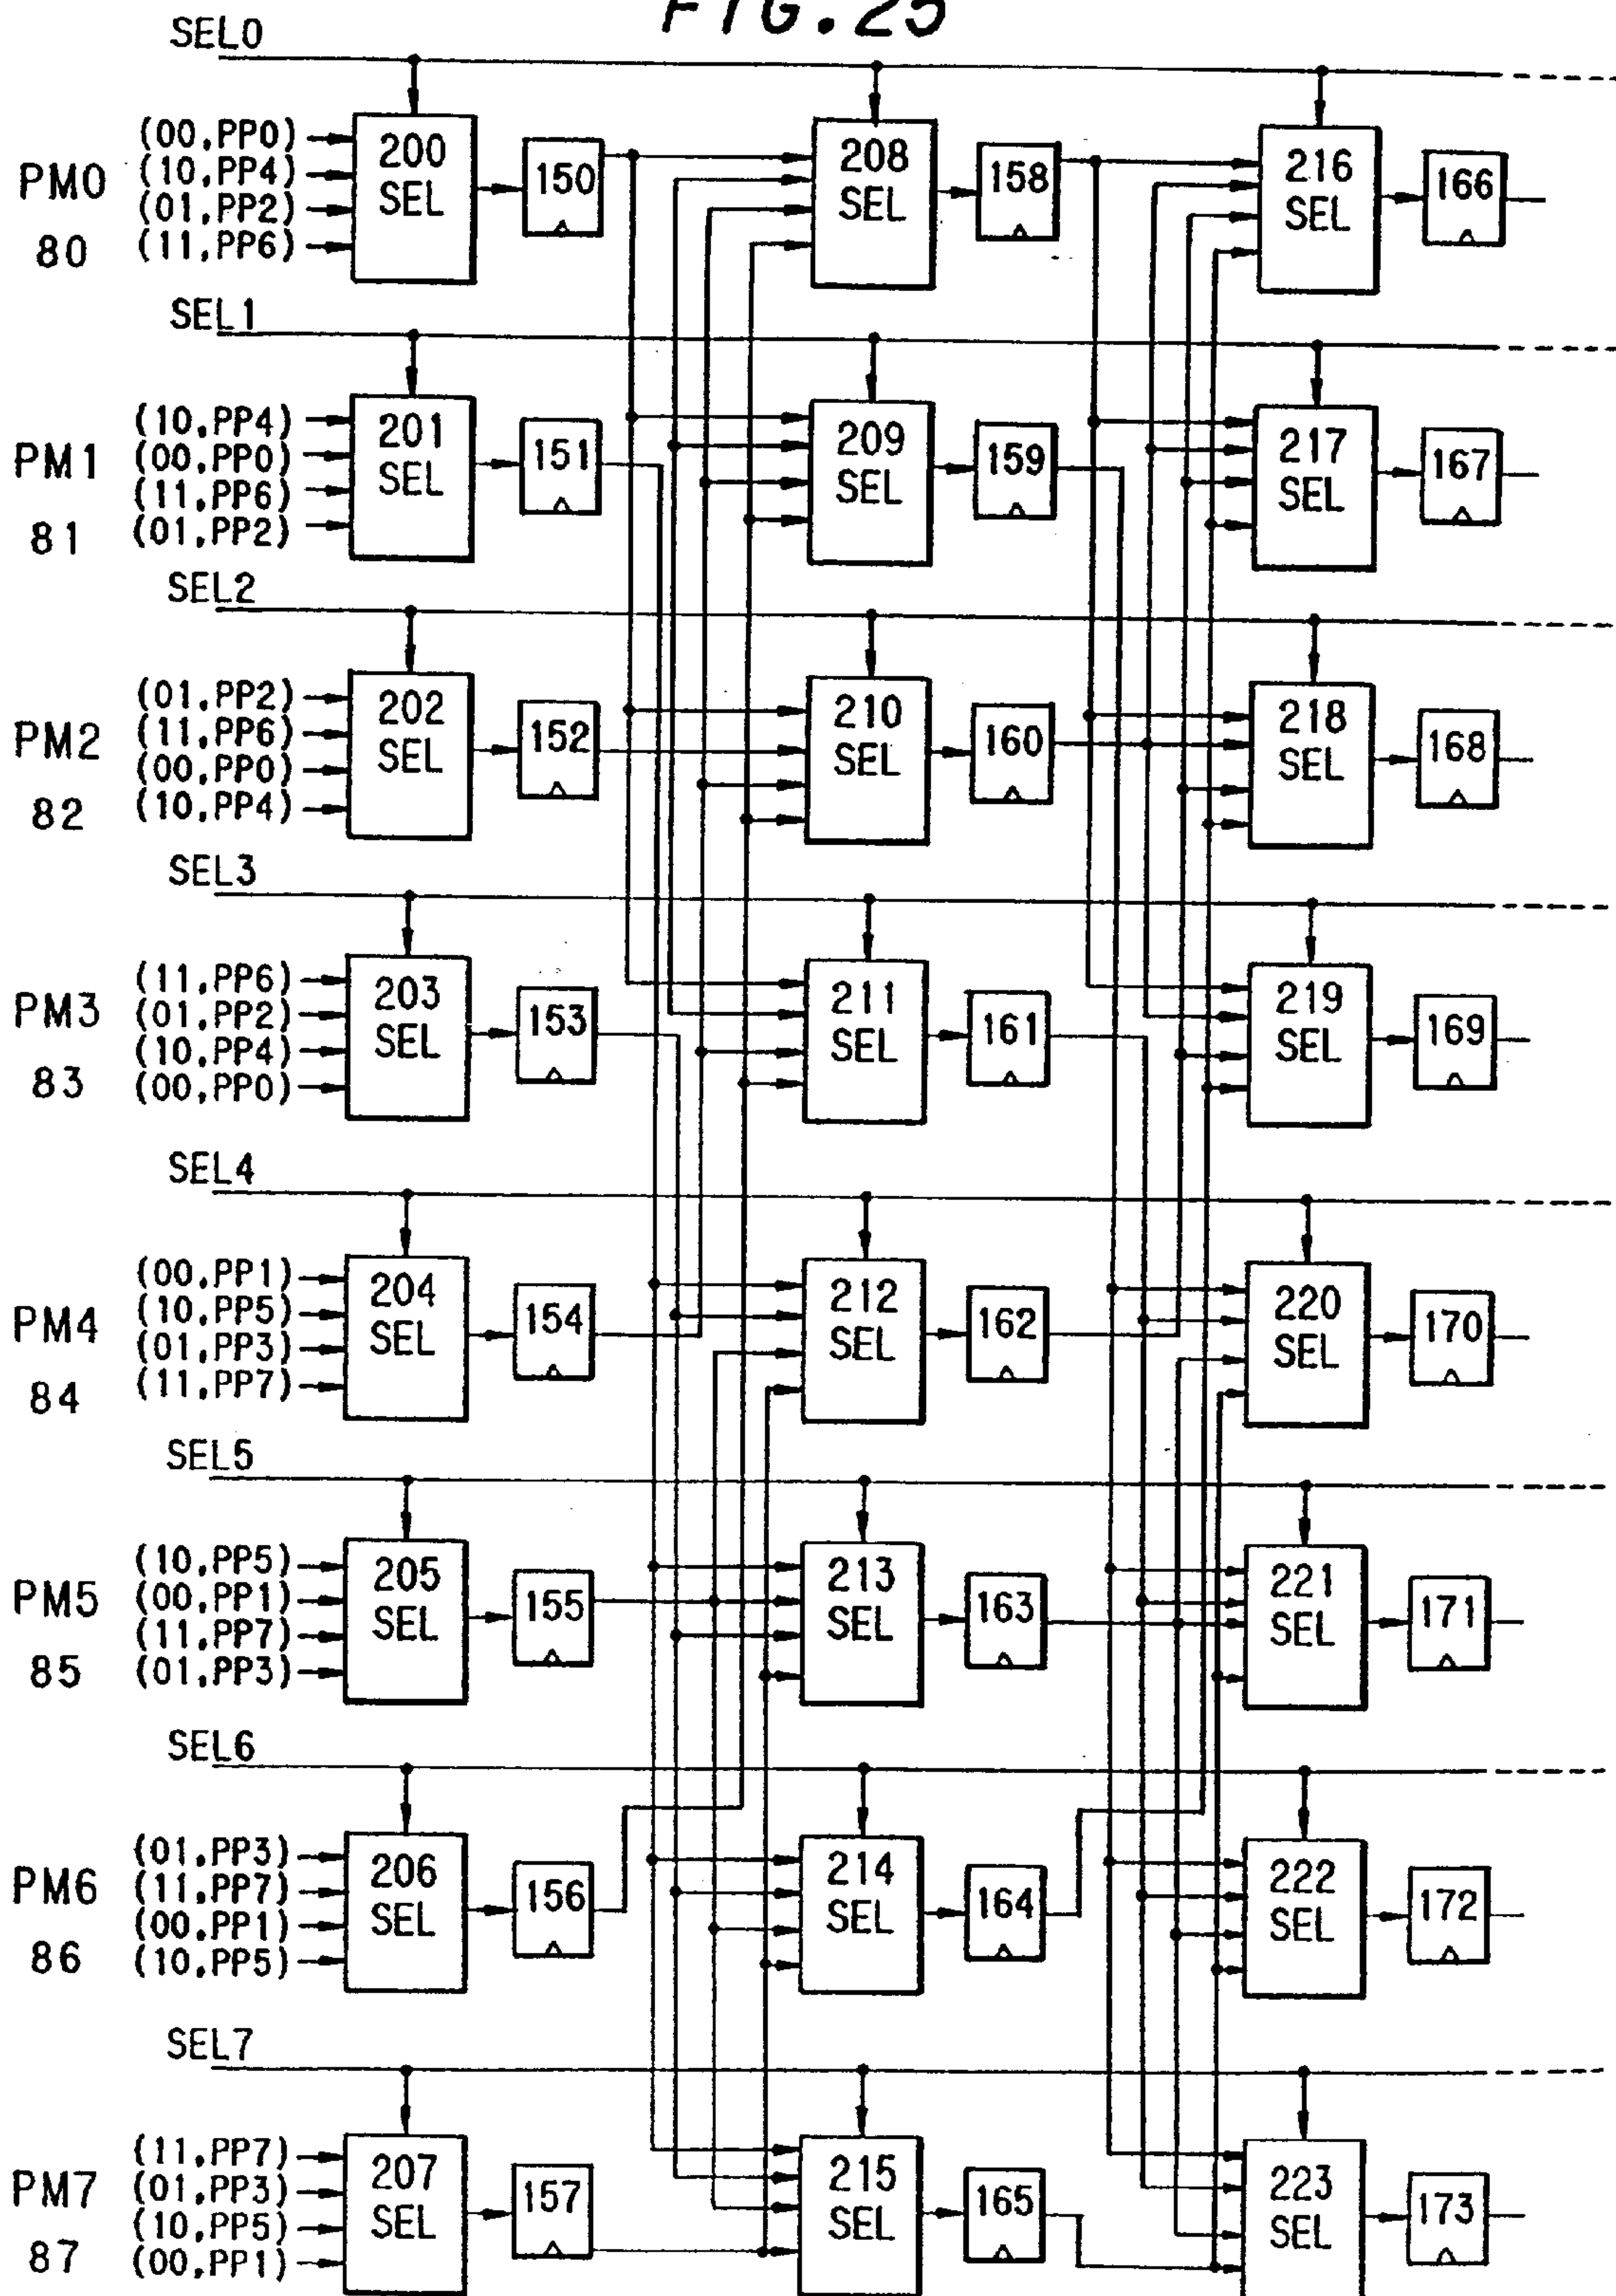 FIG.25
SEL0
(00,PP0)
(10,PP4)
(01,PP2)
(11,PP6)
PM0
80
200
SEL
150
208
SEL
158
216
SEL
166
SEL1
(10,PP4)
(00,PP0)
(11,PP6)
(01,PP2)
PM1
81
201
SEL
151
209
SEL
159
217
SEL
167
SEL2
(01,PP2)
(11,PP6)
(00,PP0)
(10,PP4)
PM2
82
202
SEL
152
210
SEL
160
218
SEL
168
SEL3
(11,PP6)
(01,PP2)
(10,PP4)
(00,PP0)
PM3
83
203
SEL
153
211
SEL
161
219
SEL
169
SEL4
(00,PP1)
(10,PP5)
(01,PP3)
(11,PP7)
PM4
84
204
SEL
154
212
SEL
162
220
SEL
170
SEL5
(10,PP5)
(00,PP1)
(11,PP7)
(01,PP3)
PM5
85
205
SEL
155
213
SEL
163
221
SEL
171
SEL6
(01,PP3)
(11,PP7)
(00,PP1)
(10,PP5)
PM6
86
206
SEL
156
214
SEL
164
222
SEL
172
SEL7
(11,PP7)
(01,PP3)
(10,PP5)
(00,PP1)
PM7
87
207
SEL
157
215
SEL
165
223
SEL
173